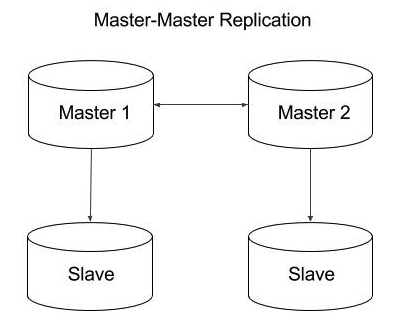 Master-Master Replication
Master 1
Master 2
Slave
Slave